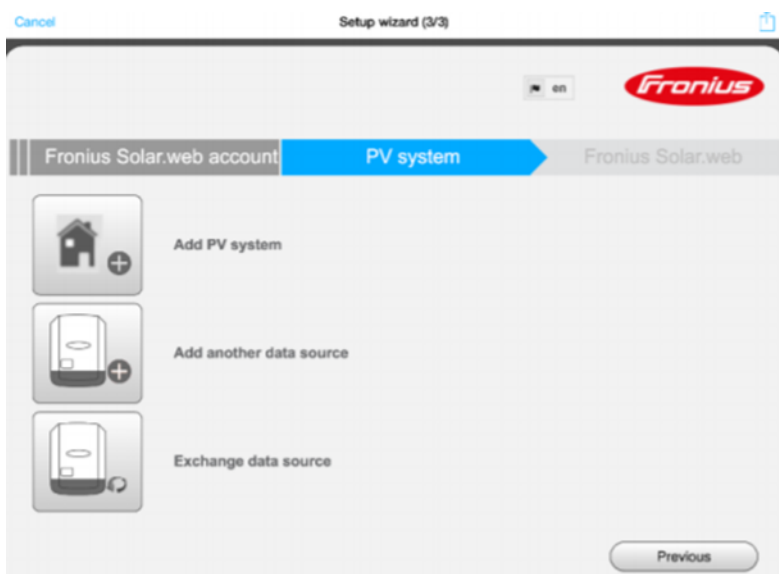 Cancel Setup wizard (3/3)
en Fronius
Fronius Solar.web account PV system Fronius Solar.web
Add PV system
Add another data source
Exchange data source
Previous